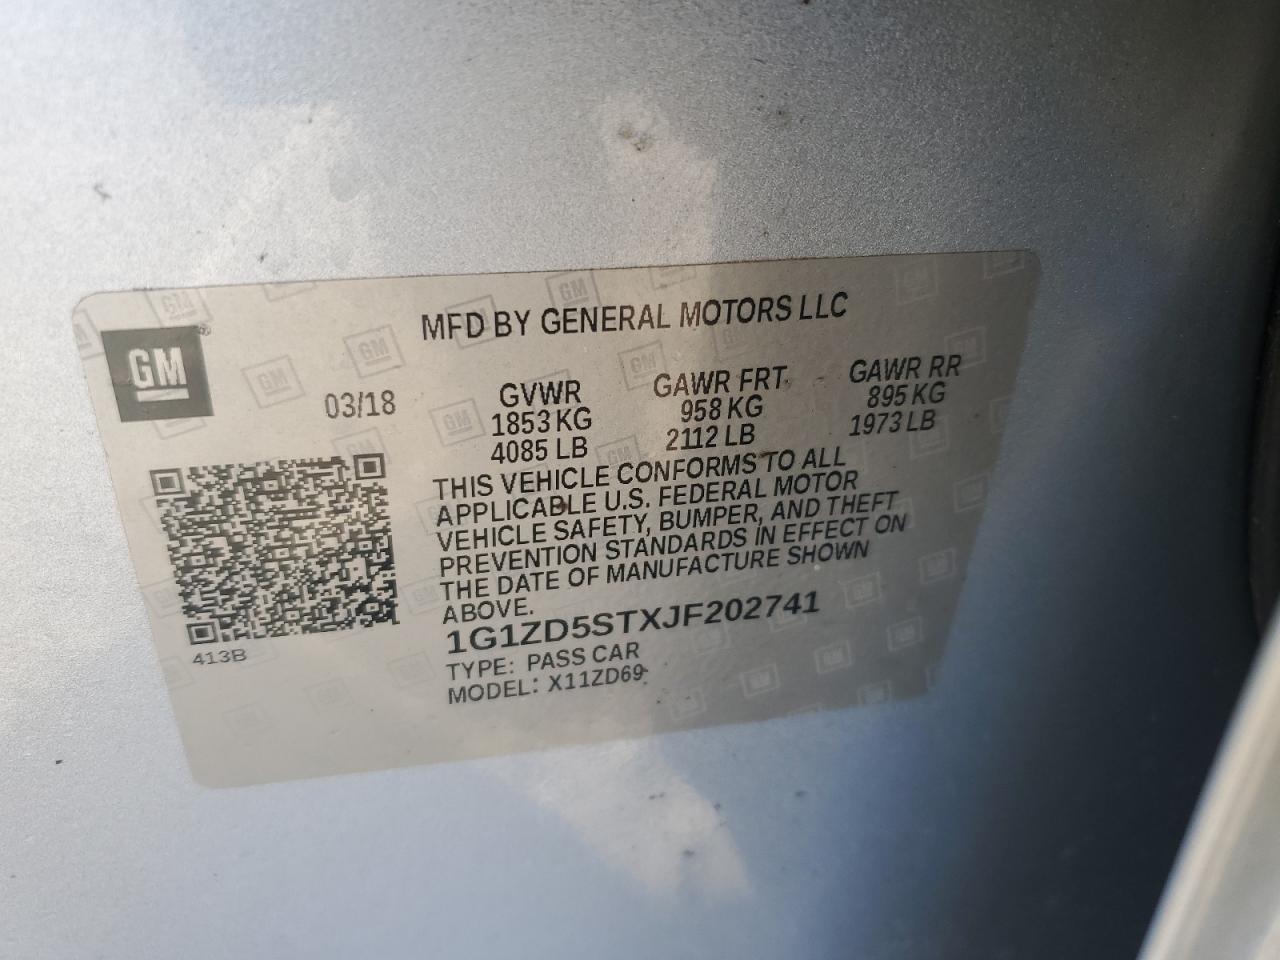 MFD BY GENERAL MOTORS LLC
GM
®
03/18
GVWR GAWR FRT GAWR RR
1853 KG 958 KG 895 KG
4085 LB 2112 LB 1973 LB
THIS VEHICLE CONFORMS TO ALL
APPLICABLE U.S. FEDERAL MOTOR
VEHICLE SAFETY, BUMPER, AND THEFT
PREVENTION STANDARDS IN EFFECT ON
THE DATE OF MANUFACTURE SHOWN
ABOVE.
1G1ZD5STXJF202741
413B
TYPE: PASS CAR
MODEL: X11ZD69